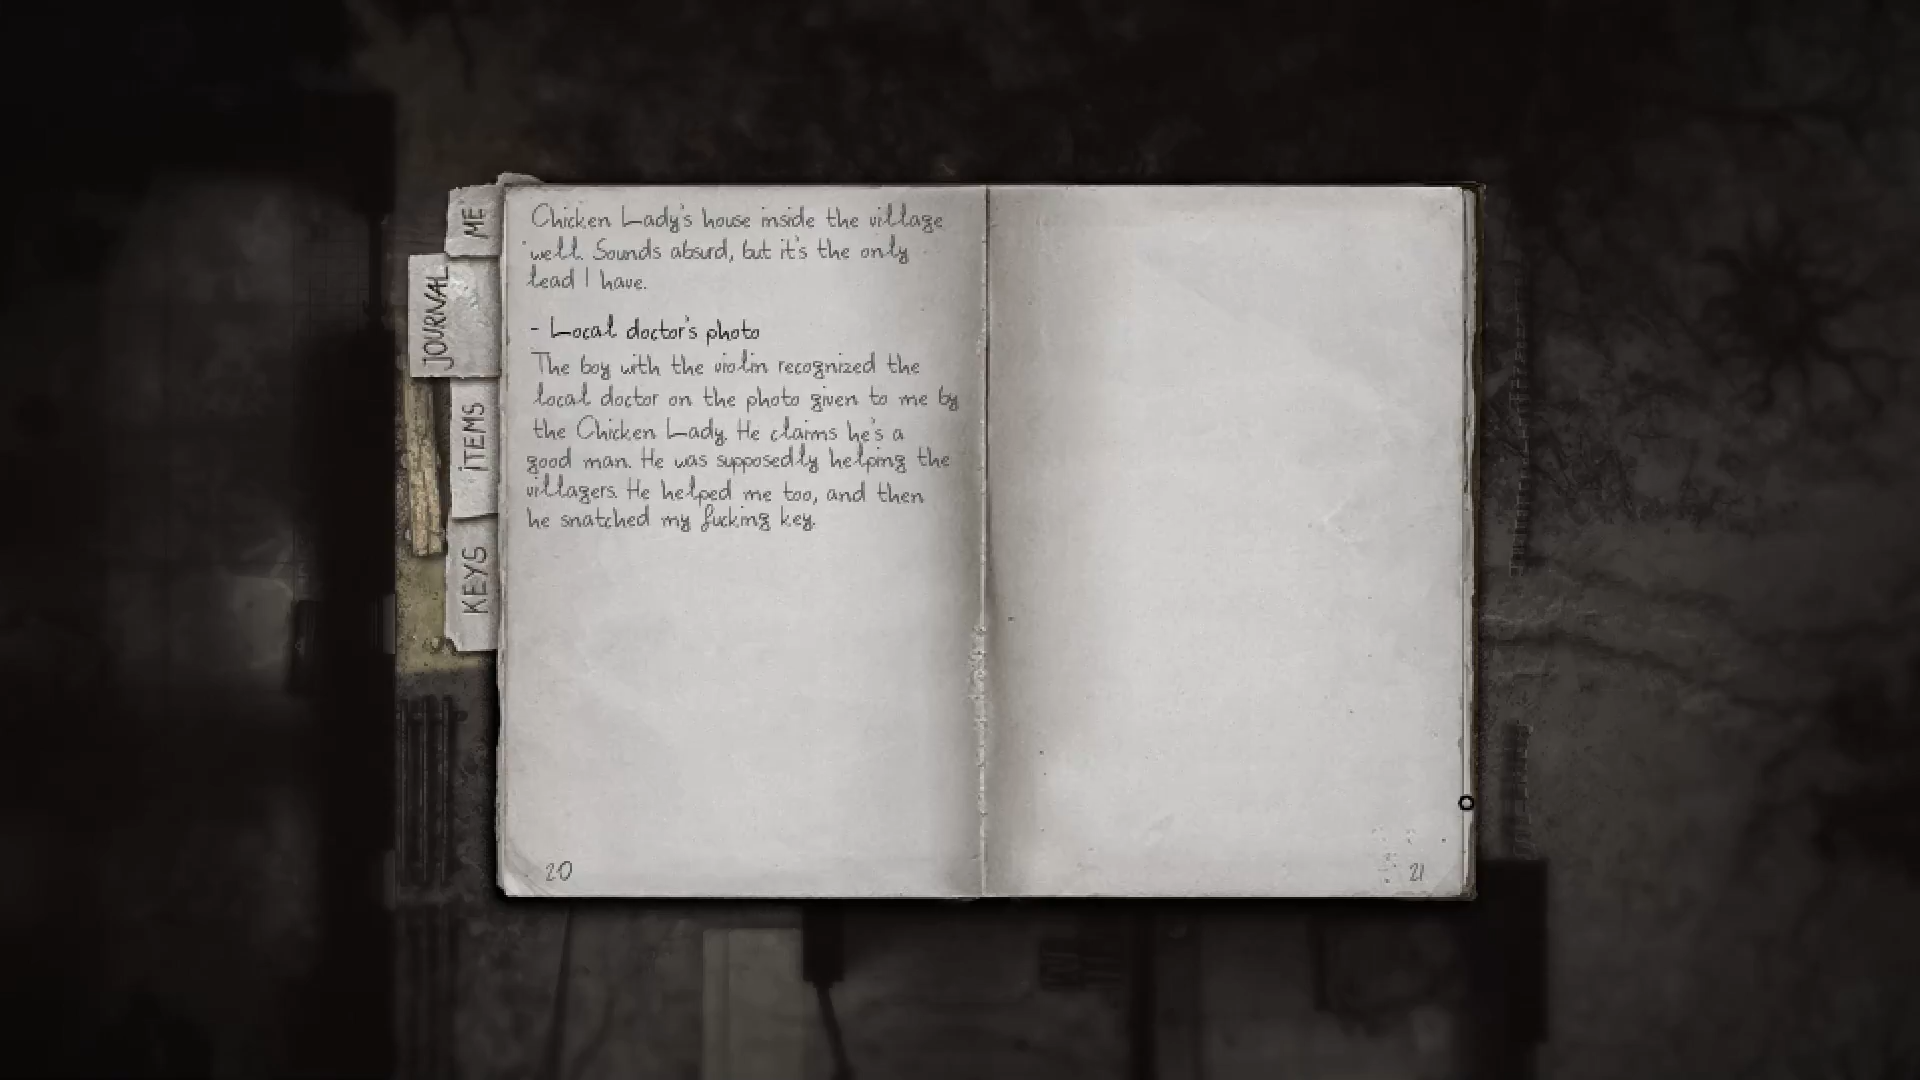 ME
JOURNAL
ITEMS
KEYS
Chicken Lady's house inside the village
well. Sounds absurd, but it's the only
lead I have.
- Local doctor's photo
The boy with the violin recognized the
local doctor on the photo given to me by
the Chicken Lady. He claims he's a
good man. He was supposedly helping the
villagers. He helped me too, and then
he snatched my fucking key.
20
21